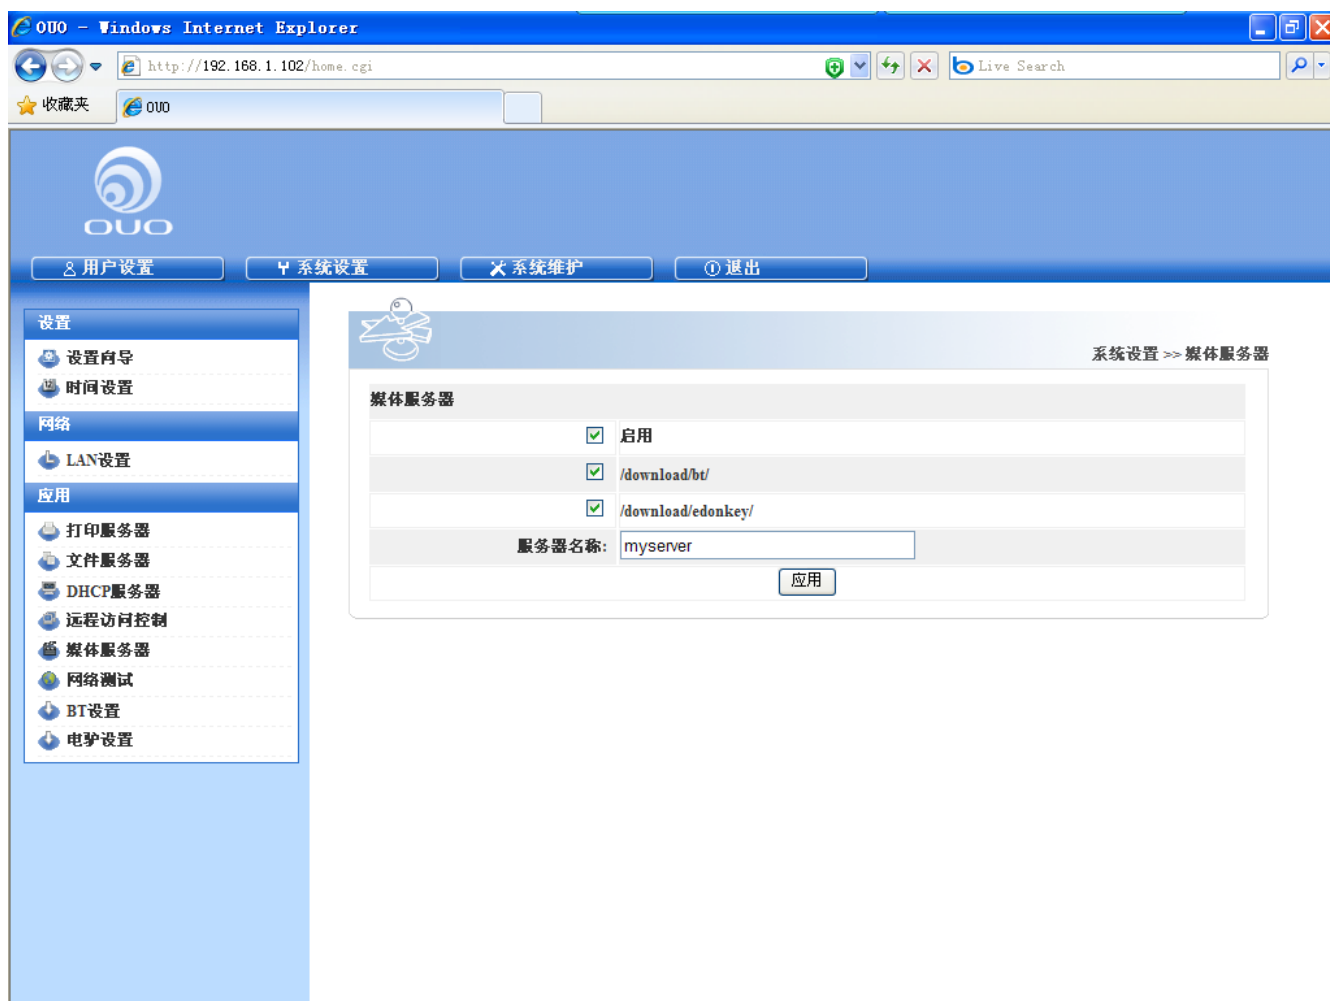 OUO - Windows Internet Explorer
http://192.168.1.102/home.cgi
Live Search
收藏夹
OUO
OUO
用户设置
系统设置
系统维护
退出
设置
设置向导
时间设置
网络
LAN设置
应用
打印服务器
文件服务器
DHCP服务器
远程访问控制
媒体服务器
网络测试
BT设置
电驴设置
系统设置 >> 媒体服务器
媒体服务器
启用
/download/bt/
/download/edonkey/
服务器名称: myserver
应用